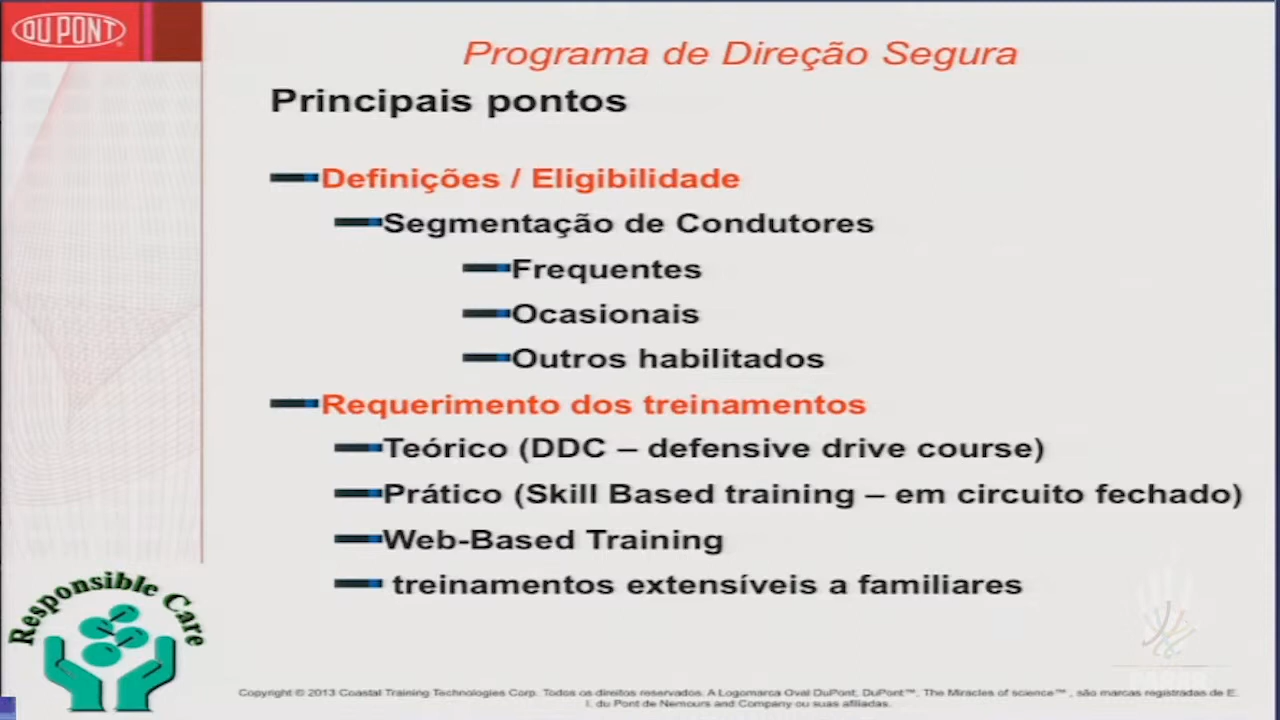 DU PONT
Programa de Direção Segura
Principais pontos
Definições / Eligibilidade
Segmentação de Condutores
Frequentes
Ocasionais
Outros habilitados
Requerimento dos treinamentos
Teórico (DDC – defensive drive course)
Prático (Skill Based training – em circuito fechado)
Web-Based Training
treinamentos extensíveis a familiares
Responsible Care
Copyright © 2013 Coastal Training Technologies Corp. Todos os direitos reservados. A Logomarca Oval DuPont, DuPont™, The Miracles of science™ , são marcas registradas de E.
I. du Pont de Nemours and Company ou suas afiliadas.